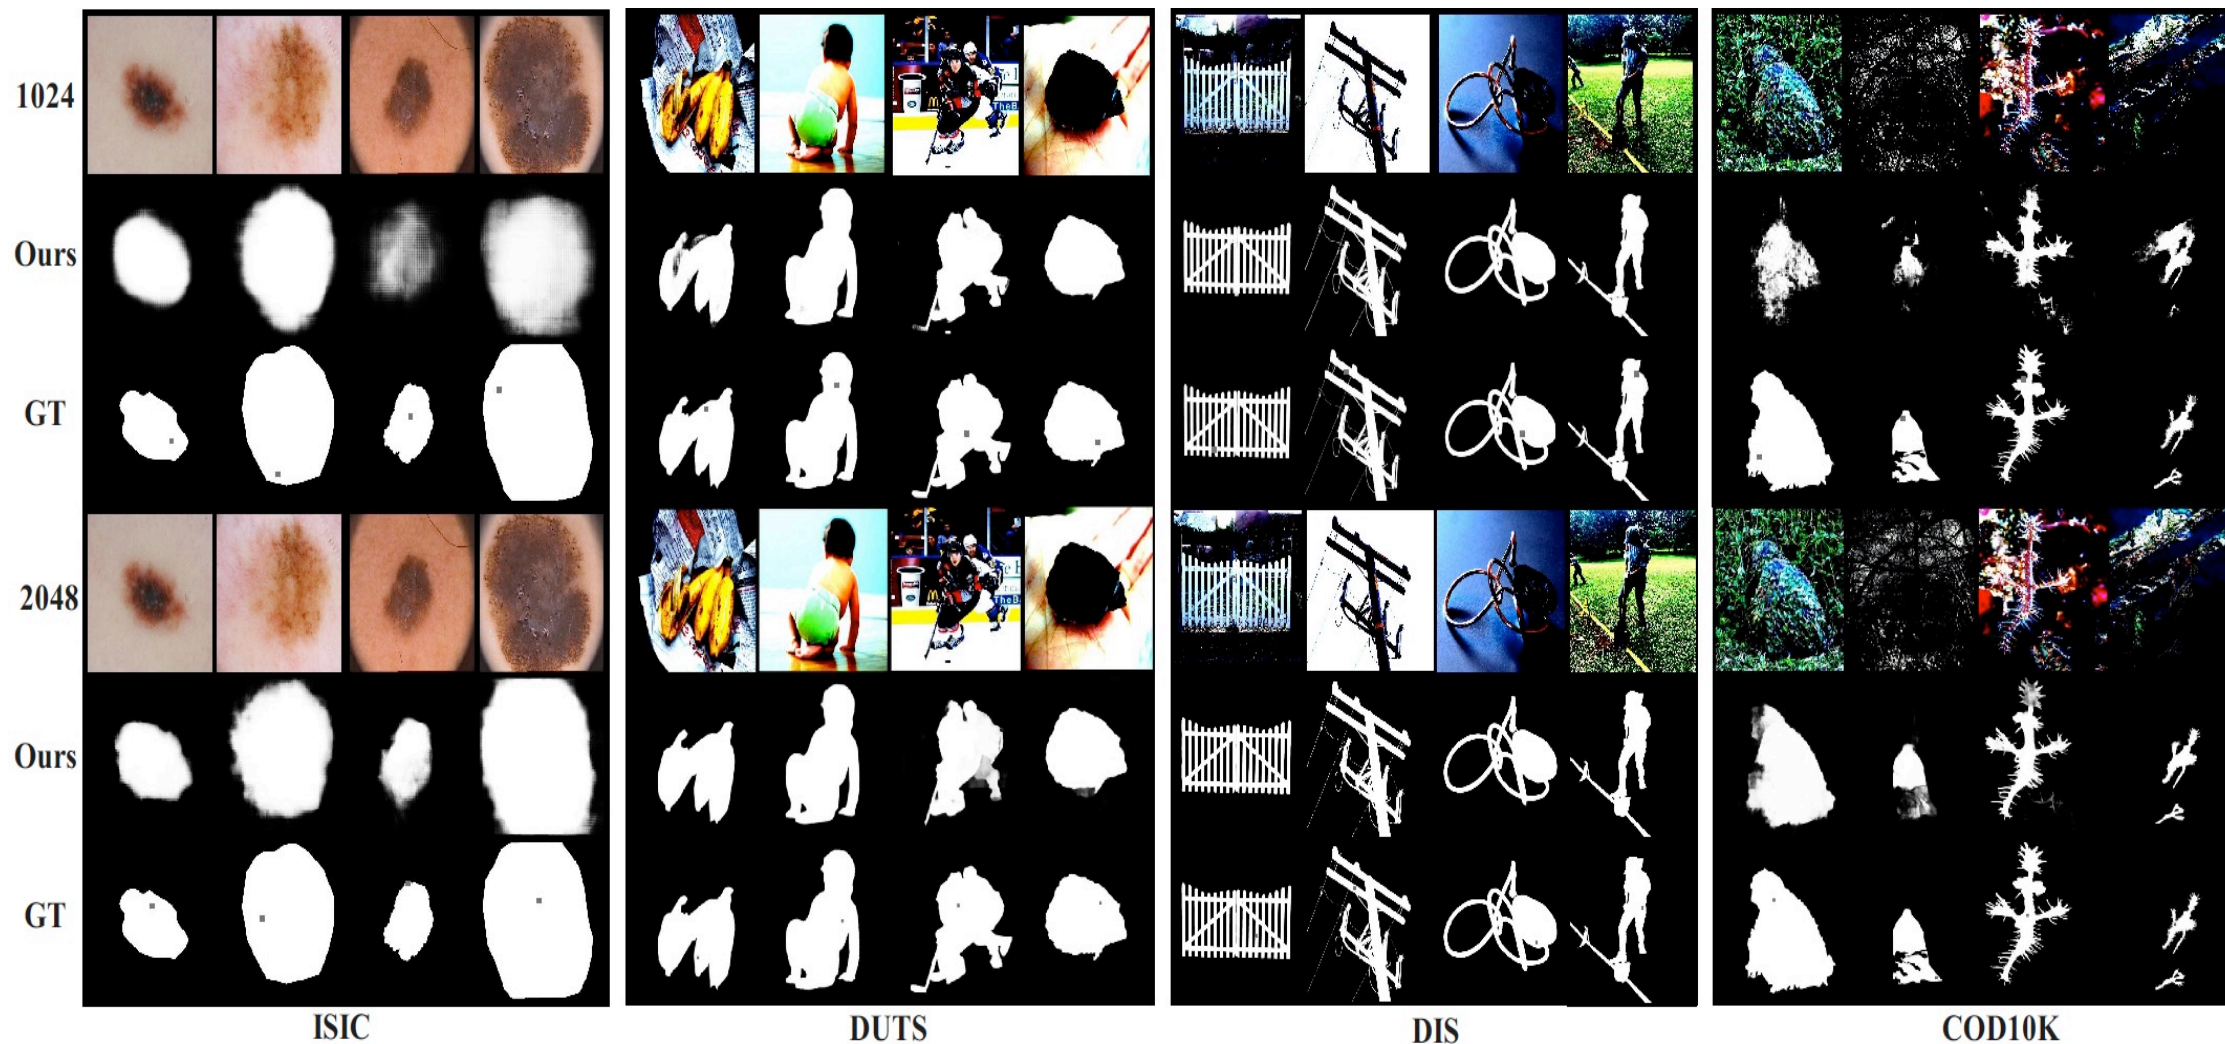 1024
Ours
GT
2048
Ours
GT
ISIC DUTS DIS COD10K